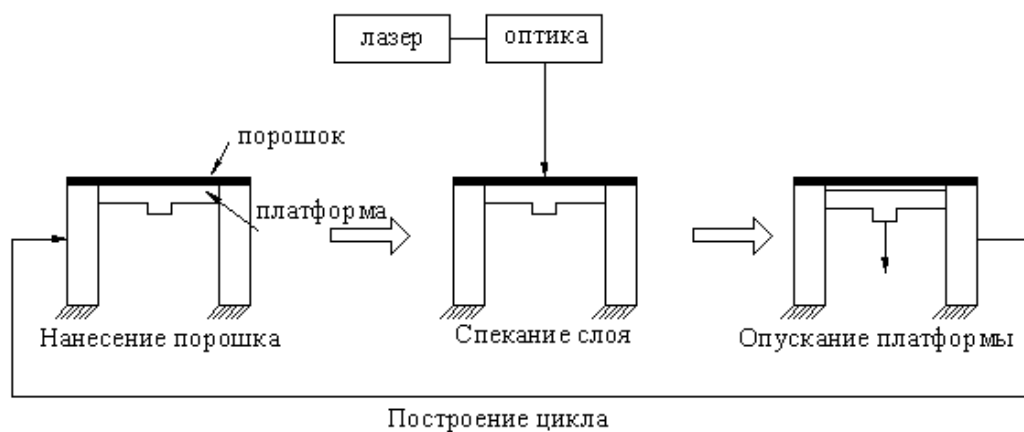 лазер
оптика
порошок
платформа
Нанесение порошка
Спекание слоя
Опускание платформы
Построение цикла